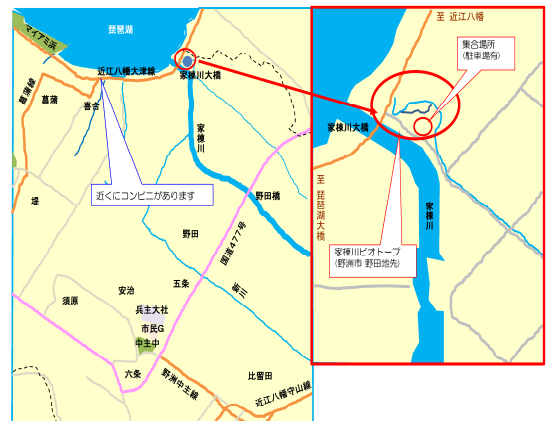 琵琶湖
マイアミ浜
近江八幡大津線
家棟川大橋
菖蒲線
菖蒲
喜合
家棟川
近くにコンビニがあります
堤
野田橋
野田
国道477号
新川
五条
安治
須原
兵主大社
市民G
中主中
六条
野洲中主線
比留田
近江八幡守山線
至 近江八幡
集合場所
(駐車場有)
家棟川大橋
至 琵琶湖大橋
家棟川
家棟川ビオトープ
(野洲市 野田地先)